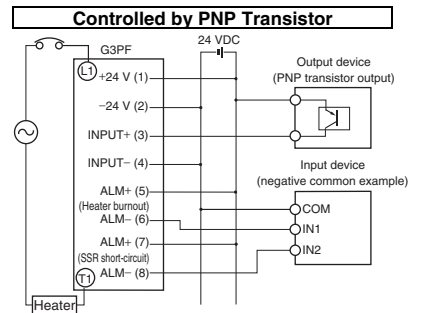 Controlled by PNP Transistor
24 VDC
G3PF
L1
+24 V (1)
−24 V (2)
INPUT+ (3)
INPUT− (4)
ALM+ (5)
(Heater burnout)
ALM− (6)
ALM+ (7)
(SSR short-circuit)
ALM− (8)
T1
Heater
Output device
(PNP transistor output)
Input device
(negative common example)
COM
IN1
IN2